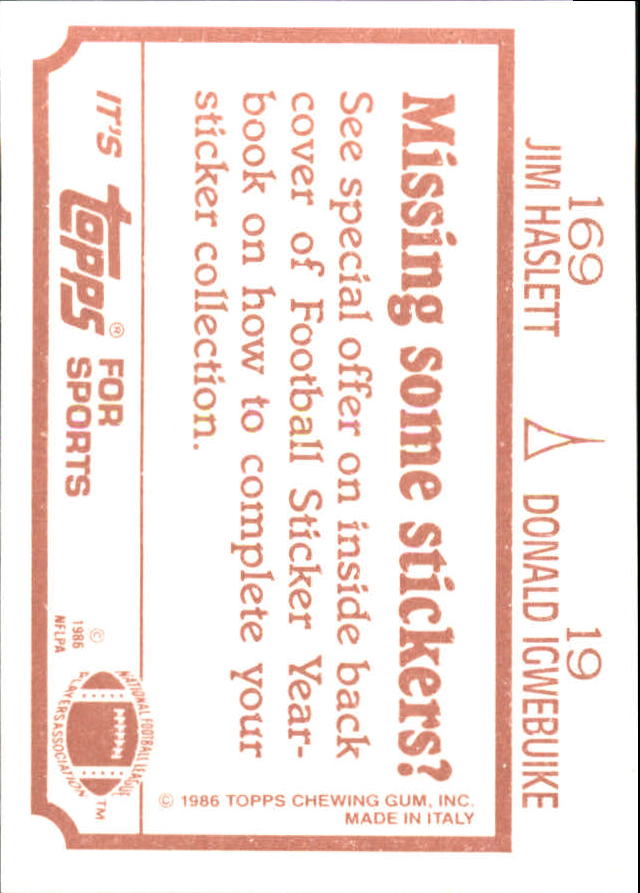 169 19
JIM HASLETT DONALD IGWEBUIKE
Missing some stickers?
See special offer on inside back
cover of Football Sticker Year-
book on how to complete your
sticker collection.
© 1986 TOPPS CHEWING GUM, INC.
MADE IN ITALY
IT'S topps® FOR
SPORTS
© 1986
NFLPA
NATIONAL FOOTBALL LEAGUE
PLAYERS ASSOCIATION
™